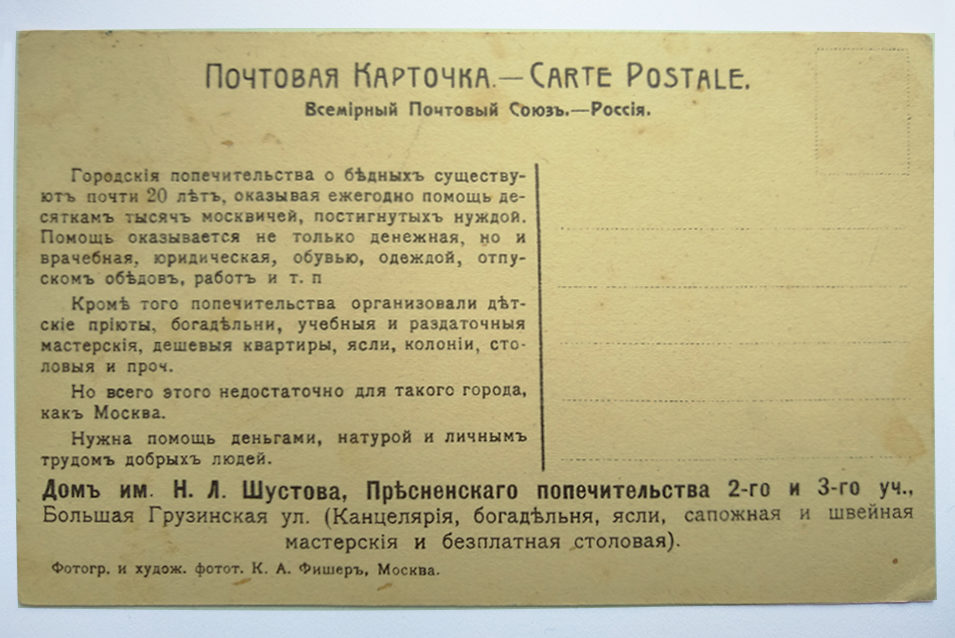 Почтовая Карточка.—Carte Postale.
Всемірный Почтовый Союзъ.—Россія.
Городскія попечительства о бѣдныхъ существу-
ютъ почти 20 лѣтъ, оказывая ежегодно помощь де-
сяткамъ тысячъ москвичей, постигнутыхъ нуждой.
Помощь оказывается не только денежная, но и
врачебная, юридическая, обувью, одеждой, отпу-
скомъ обѣдовъ, работъ и т. п
Кромѣ того попечительства организовали дѣт-
скіе пріюты, богадѣльни, учебныя и раздаточныя
мастерскія, дешевыя квартиры, ясли, колоніи, сто-
ловыя и проч.
Но всего этого недостаточно для такого города,
какъ Москва.
Нужна помощь деньгами, натурой и личнымъ
трудомъ добрыхъ людей.
Домъ им. Н. Л. Шустова, Прѣсненскаго попечительства 2-го и 3-го уч.,
Большая Грузинская ул. (Канцелярія, богадѣльня, ясли, сапожная и швейная
мастерскія и безплатная столовая).
Фотогр. и худож. фотот. К. А. Фишеръ, Москва.